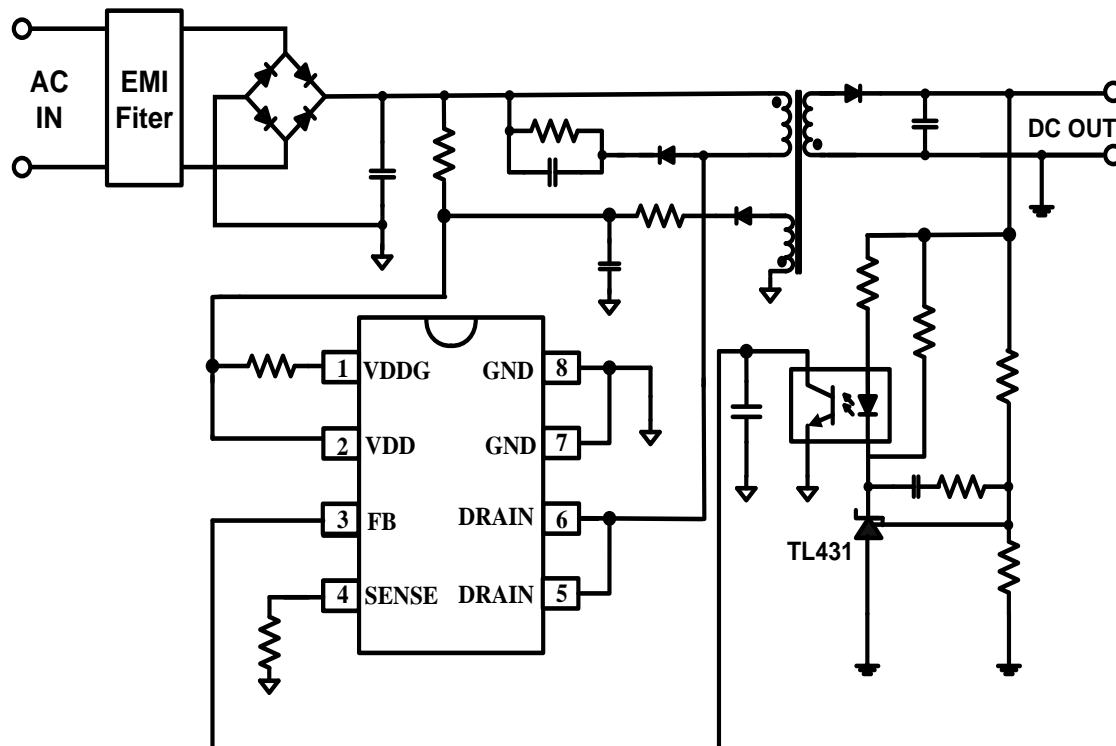 AC
IN
EMI
Fiter
DC OUT
1 VDDG
GND 8
2 VDD
GND 7
3 FB
DRAIN 6
4 SENSE
DRAIN 5
TL431